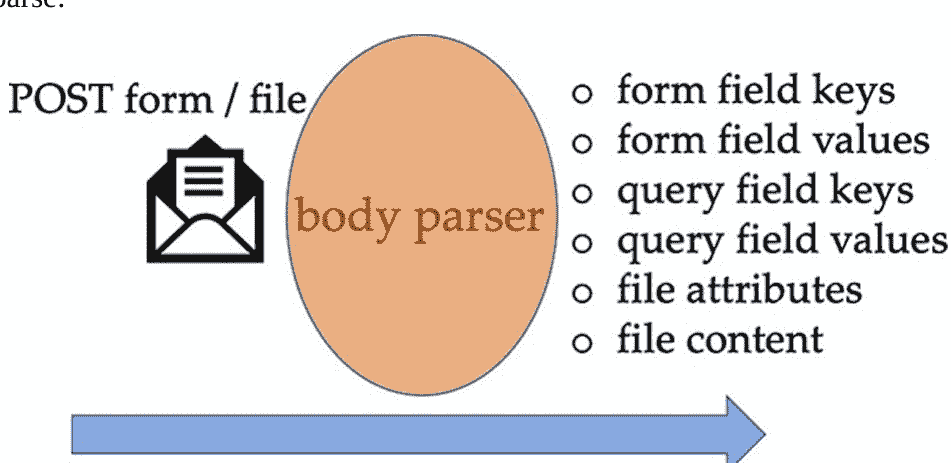 parse:
POST form / file
body parser
o form field keys
o form field values
o query field keys
o query field values
o file attributes
o file content